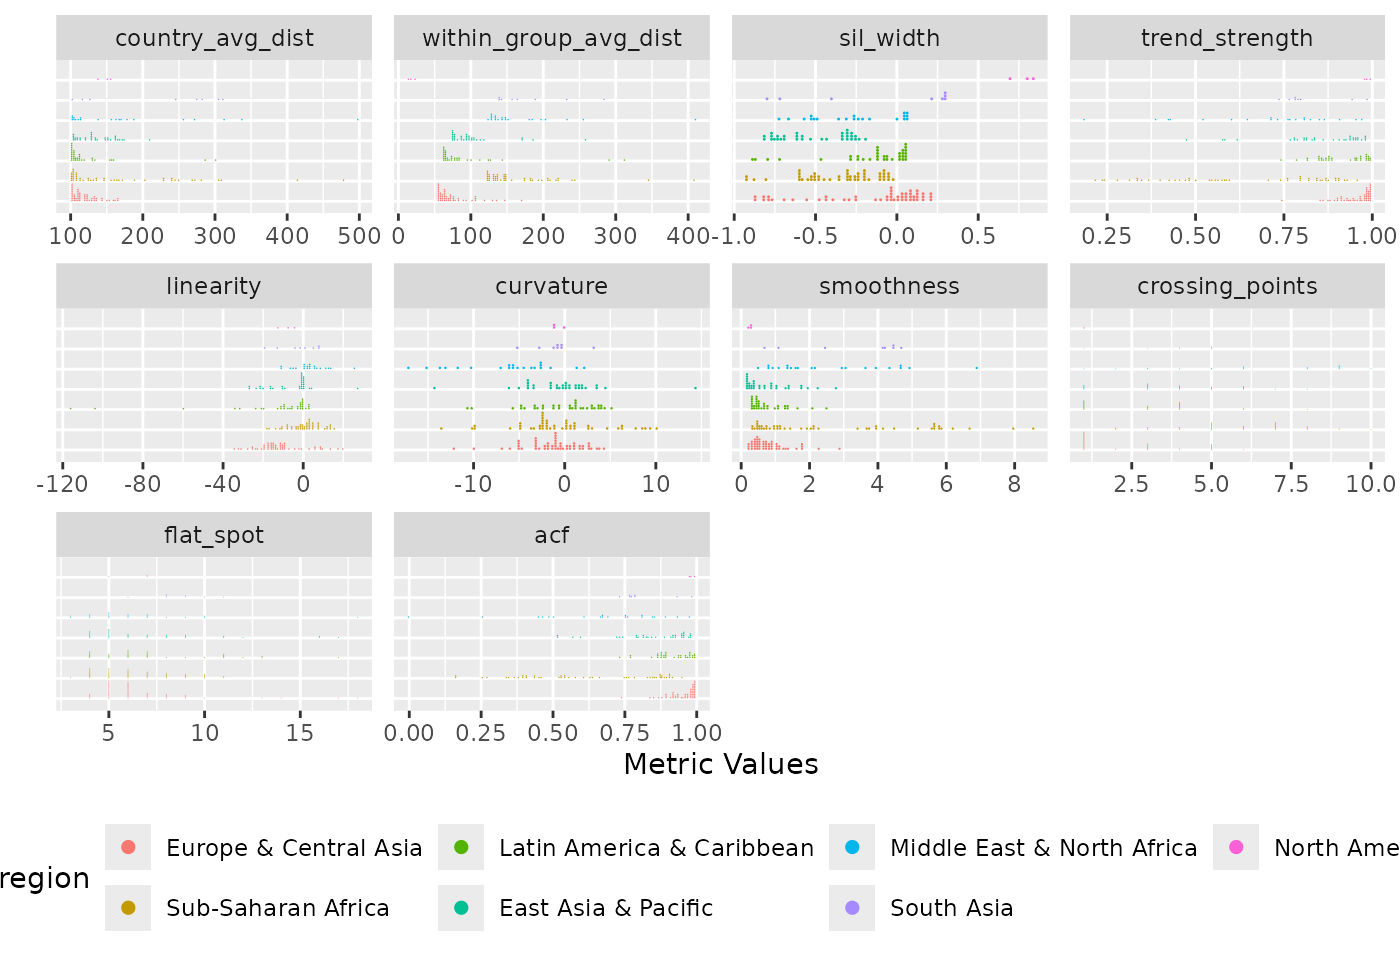 country_avg_dist within_group_avg_dist sil_width trend_strength
100 200 300 400 500 0 100 200 300 400 -1.0 -0.5 0.0 0.5 0.25 0.50 0.75 1.00
linearity curvature smoothness crossing_points
-120 -80 -40 0 -10 0 10 0 2 4 6 8 2.5 5.0 7.5 10.0
flat_spot acf
5 10 15 0.00 0.25 0.50 0.75 1.00
Metric Values
region
Europe & Central Asia Latin America & Caribbean Middle East & North Africa North Ame
Sub-Saharan Africa East Asia & Pacific South Asia